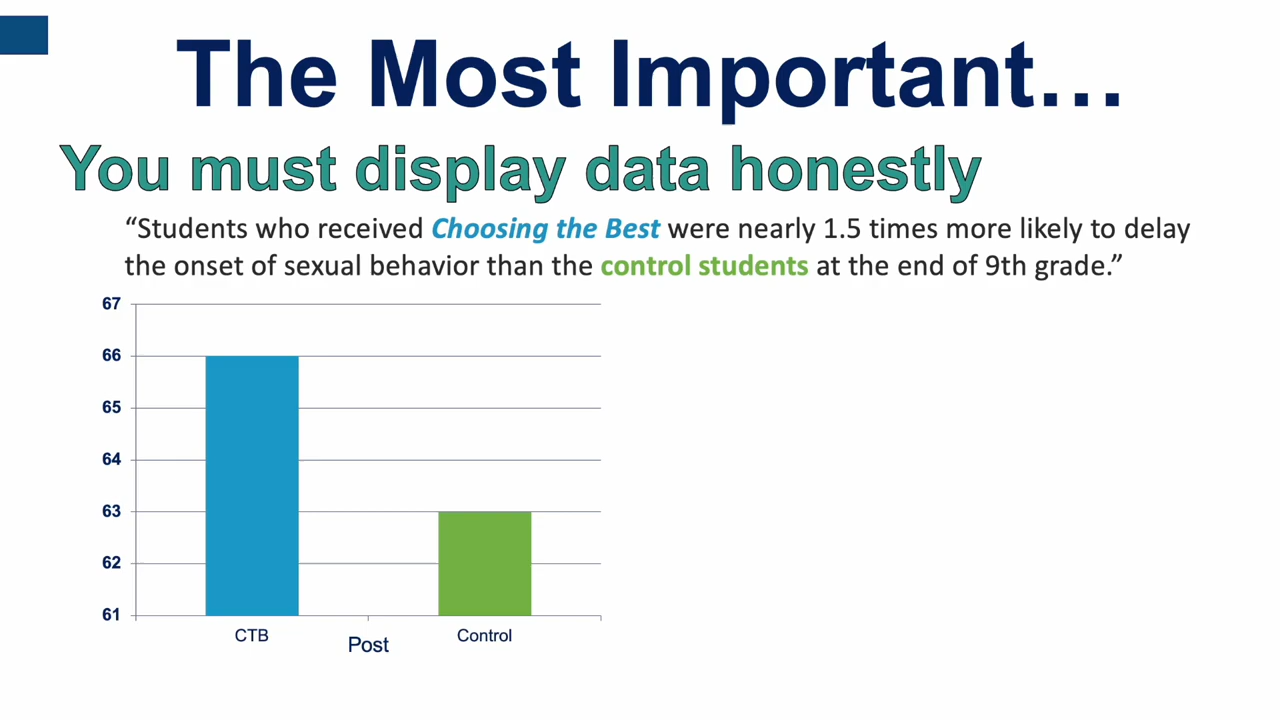 The Most Important…
You must display data honestly
“Students who received Choosing the Best were nearly 1.5 times more likely to delay
the onset of sexual behavior than the control students at the end of 9th grade.”
67
66
65
64
63
62
61
CTB
Control
Post